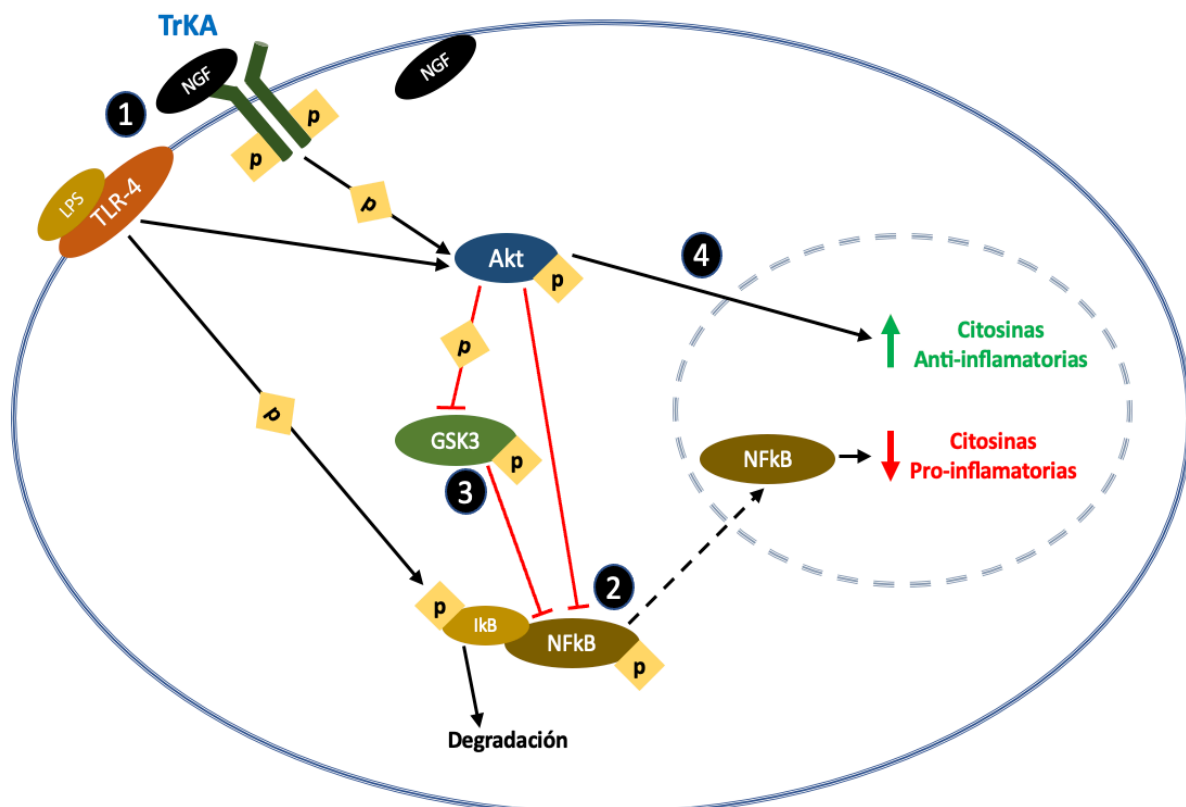 TrKA
NGF
NGF
1
p
p
LPS
TLR-4
p
Akt
p
4
p
Citosinas
Anti-inflamatorias
p
GSK3
p
3
NFkB
Citosinas
Pro-inflamatorias
2
p
IkB
NFkB
p
Degradación